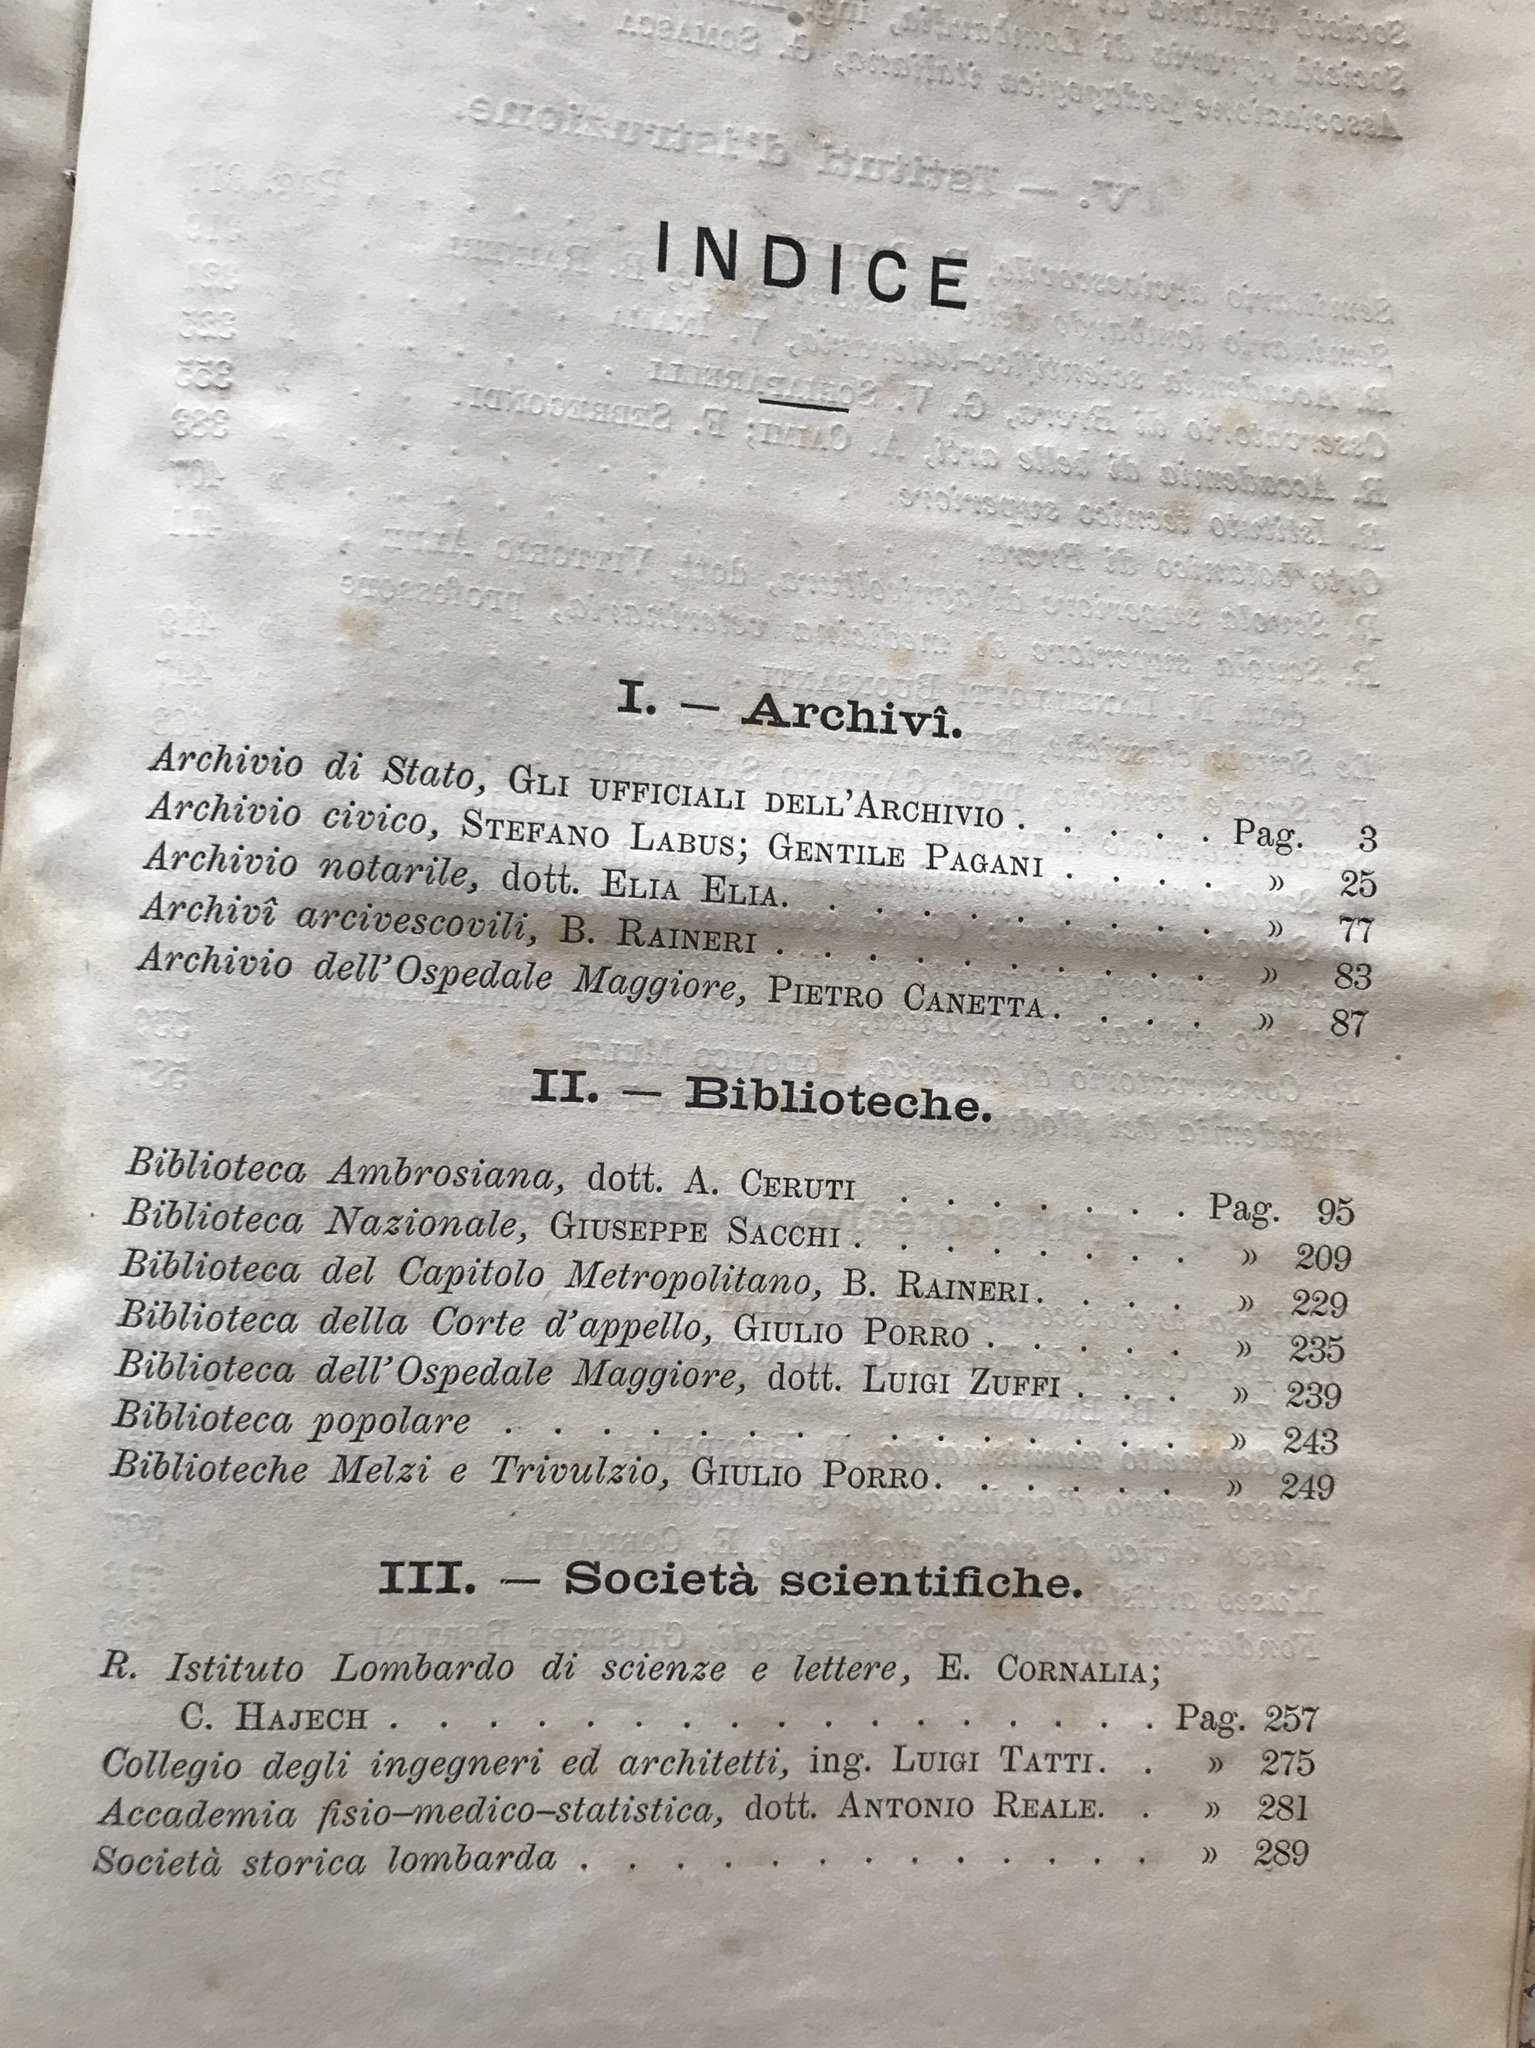 INDICE
I. — Archivî.
Archivio di Stato, Gli ufficiali dell'Archivio . . . . . Pag. 3
Archivio civico, Stefano Labus; Gentile Pagani . . . . » 25
Archivio notarile, dott. Elia Elia. . . . . . . . . . » 77
Archivî arcivescovili, B. Raineri . . . . . . . . . . » 83
Archivio dell'Ospedale Maggiore, Pietro Canetta. . . . . » 87
II. — Biblioteche.
Biblioteca Ambrosiana, dott. A. Ceruti . . . . . . . Pag. 95
Biblioteca Nazionale, Giuseppe Sacchi . . . . . . . . » 209
Biblioteca del Capitolo Metropolitano, B. Raineri. . . . » 229
Biblioteca della Corte d'appello, Giulio Porro . . . . . » 235
Biblioteca dell'Ospedale Maggiore, dott. Luigi Zuffi . . . » 239
Biblioteca popolare . . . . . . . . . . . . . . . » 243
Biblioteche Melzi e Trivulzio, Giulio Porro. . . . . . » 249
III. — Società scientifiche.
R. Istituto Lombardo di scienze e lettere, E. Cornalia;
C. Hajech . . . . . . . . . . . . . . . . . Pag. 257
Collegio degli ingegneri ed architetti, ing. Luigi Tatti. . . » 275
Accademia fisio-medico-statistica, dott. Antonio Reale. . » 281
Società storica lombarda . . . . . . . . . . . . . » 289